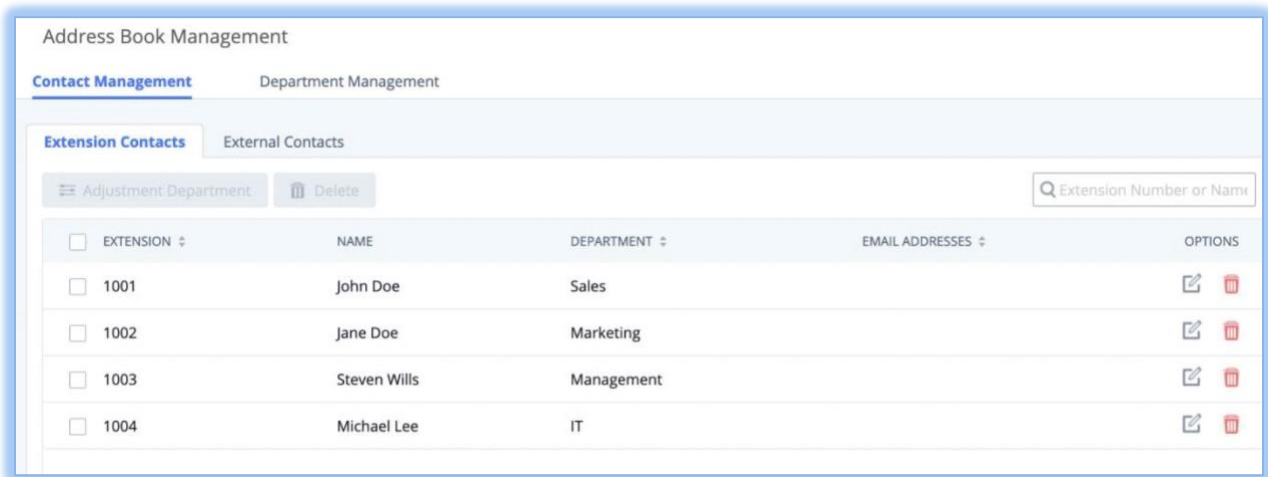 Address Book Management
Contact Management Department Management
Extension Contacts External Contacts
Adjustment Department Delete Extension Number or Name
EXTENSION NAME DEPARTMENT EMAIL ADDRESSES OPTIONS
1001 John Doe Sales
1002 Jane Doe Marketing
1003 Steven Wills Management
1004 Michael Lee IT